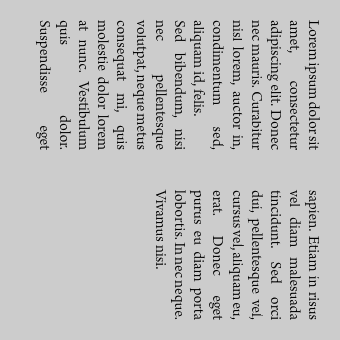 Lorem ipsum dolor sit
amet, consectetur
adipiscing elit. Donec
nec mauris. Curabitur
nisl lorem, auctor in,
condimentum sed,
aliquam id, felis.
Sed bibendum, nisi
nec pellentesque
volutpat, neque metus
consequat mi, quis
molestie dolor lorem
at nunc. Vestibulum
quis dolor.
Suspendisse eget
sapien. Etiam in risus
vel diam malesuada
tincidunt. Sed orci
dui, pellentesque vel,
cursus vel, aliquam eu,
erat. Donec eget
purus eu diam porta
lobortis. In nec neque.
Vivamus nisi.